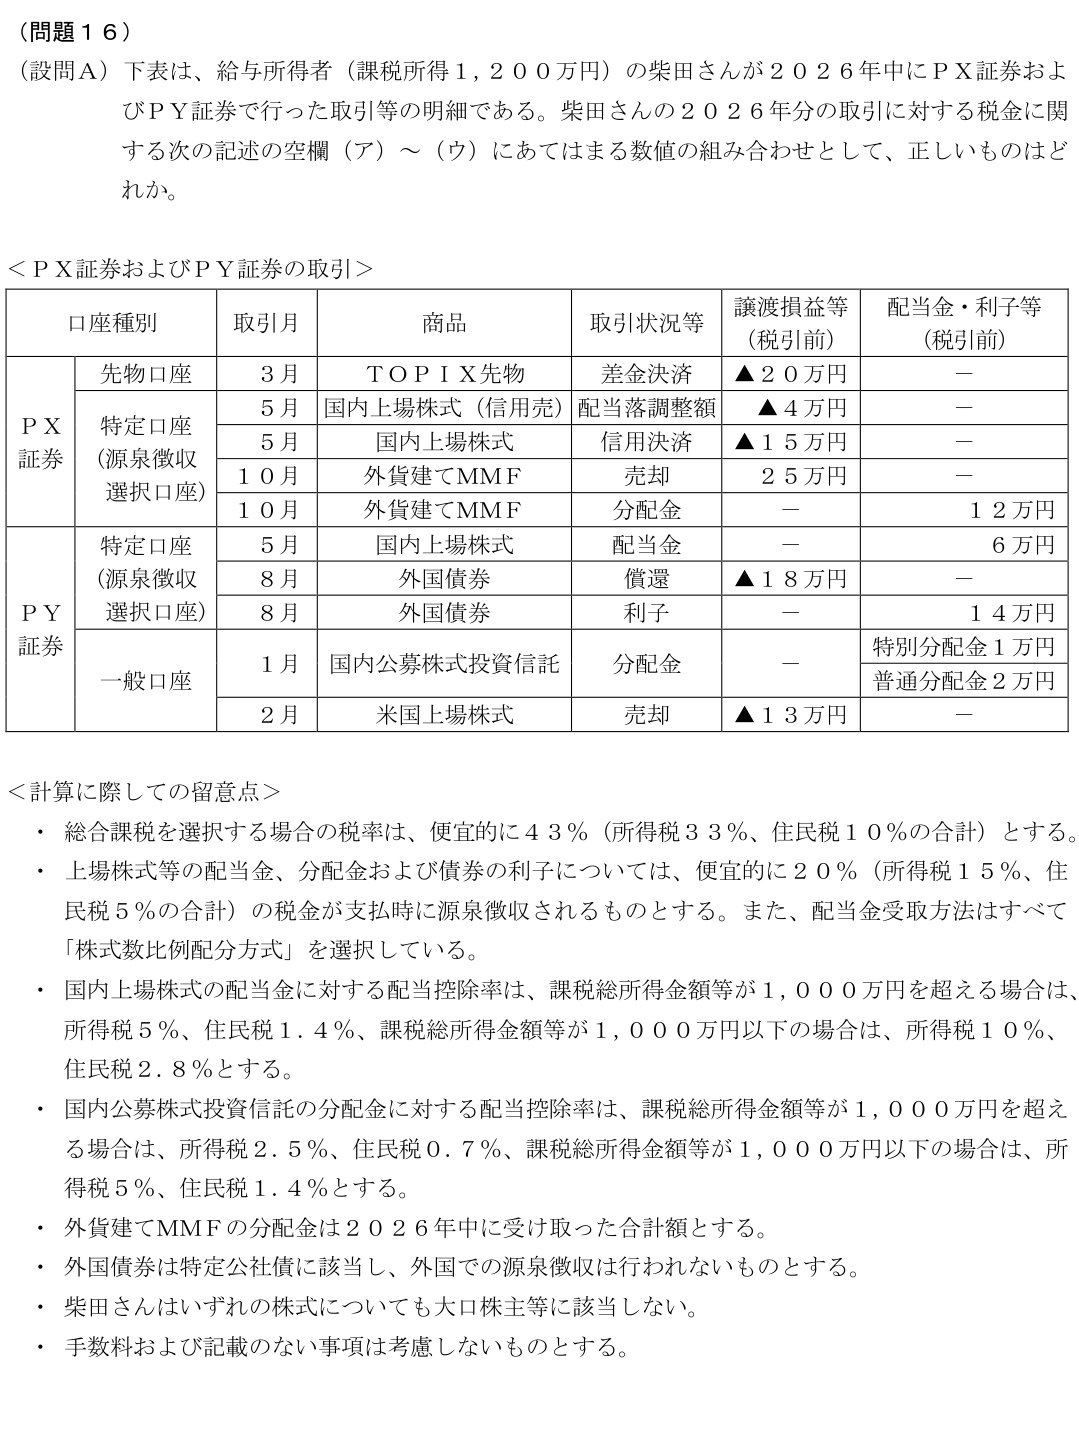 （問題１６）
（設問Ａ）下表は、給与所得者（課税所得１，２００万円）の柴田さんが２０２６年中にＰＸ証券およ
びＰＹ証券で行った取引等の明細である。柴田さんの２０２６年分の取引に対する税金に関
する次の記述の空欄（ア）～（ウ）にあてはまる数値の組み合わせとして、正しいものはど
れか。
＜ＰＸ証券およびＰＹ証券の取引＞
口座種別 取引月 商品 取引状況等 譲渡損益等（税引前） 配当金・利子等（税引前）
ＰＸ証券 先物口座 ３月 ＴＯＰＩＸ先物 差金決済 ▲２０万円 －
特定口座（源泉徴収選択口座） ５月 国内上場株式（信用売） 配当落調整額 ▲４万円 －
５月 国内上場株式 信用決済 ▲１５万円 －
１０月 外貨建てＭＭＦ 売却 ２５万円 －
１０月 外貨建てＭＭＦ 分配金 － １２万円
ＰＹ証券 特定口座（源泉徴収選択口座） ５月 国内上場株式 配当金 － ６万円
８月 外国債券 償還 ▲１８万円 －
８月 外国債券 利子 － １４万円
一般口座 １月 国内公募株式投資信託 分配金 － 特別分配金１万円
普通分配金２万円
２月 米国上場株式 売却 ▲１３万円 －
＜計算に際しての留意点＞
・ 総合課税を選択する場合の税率は、便宜的に４３％（所得税３３％、住民税１０％の合計）とする。
・ 上場株式等の配当金、分配金および債券の利子については、便宜的に２０％（所得税１５％、住
民税５％の合計）の税金が支払時に源泉徴収されるものとする。また、配当金受取方法はすべて
「株式数比例配分方式」を選択している。
・ 国内上場株式の配当金に対する配当控除率は、課税総所得金額等が１，０００万円を超える場合は、
所得税５％、住民税１．４％、課税総所得金額等が１，０００万円以下の場合は、所得税１０％、
住民税２．８％とする。
・ 国内公募株式投資信託の分配金に対する配当控除率は、課税総所得金額等が１，０００万円を超え
る場合は、所得税２．５％、住民税０．７％、課税総所得金額等が１，０００万円以下の場合は、所
得税５％、住民税１．４％とする。
・ 外貨建てＭＭＦの分配金は２０２６年中に受け取った合計額とする。
・ 外国債券は特定公社債に該当し、外国での源泉徴収は行われないものとする。
・ 柴田さんはいずれの株式についても大口株主等に該当しない。
・ 手数料および記載のない事項は考慮しないものとする。